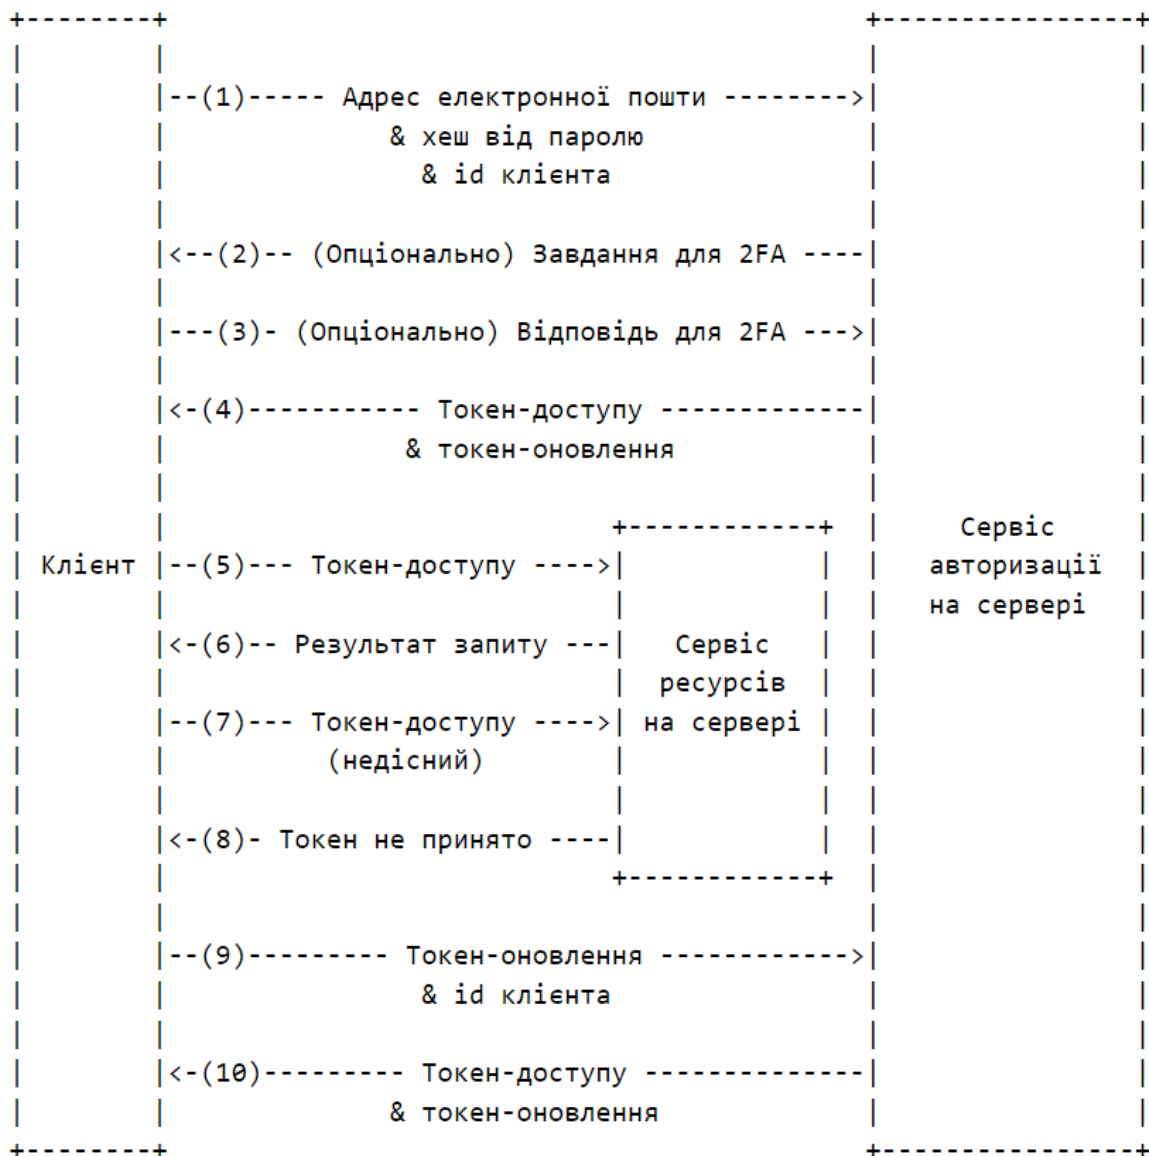 +--------+                                             +----------------+
|        |                                             |                |
|        |--(1)----- Адрес електронної пошти -------->|                |
|        |              & хеш від паролю              |                |
|        |                & id клієнта                |                |
|        |                                             |                |
|        |<--(2)-- (Опціонально) Завдання для 2FA ----|                |
|        |                                             |                |
|        |---(3)- (Опціонально) Відповідь для 2FA --->|                |
|        |                                             |                |
|        |<-(4)----------- Токен-доступу -------------|                |
|        |               & токен-оновлення            |                |
|        |                                             |                |
|        |                            +------------+  |     Сервіс     |
| Клієнт |--(5)--- Токен-доступу ---->|            |  |   авторизації  |
|        |                            |            |  |   на сервері   |
|        |<-(6)-- Результат запиту ---|   Сервіс   |  |                |
|        |                            |  ресурсів  |  |                |
|        |--(7)--- Токен-доступу ---->| на сервері |  |                |
|        |          (недісний)        |            |  |                |
|        |                            |            |  |                |
|        |<-(8)- Токен не принято ----|            |  |                |
|        |                            +------------+  |                |
|        |                                             |                |
|        |--(9)--------- Токен-оновлення ------------>|                |
|        |                & id клієнта                |                |
|        |                                             |                |
|        |<-(10)--------- Токен-доступу --------------|                |
|        |              & токен-оновлення             |                |
+--------+                                             +----------------+